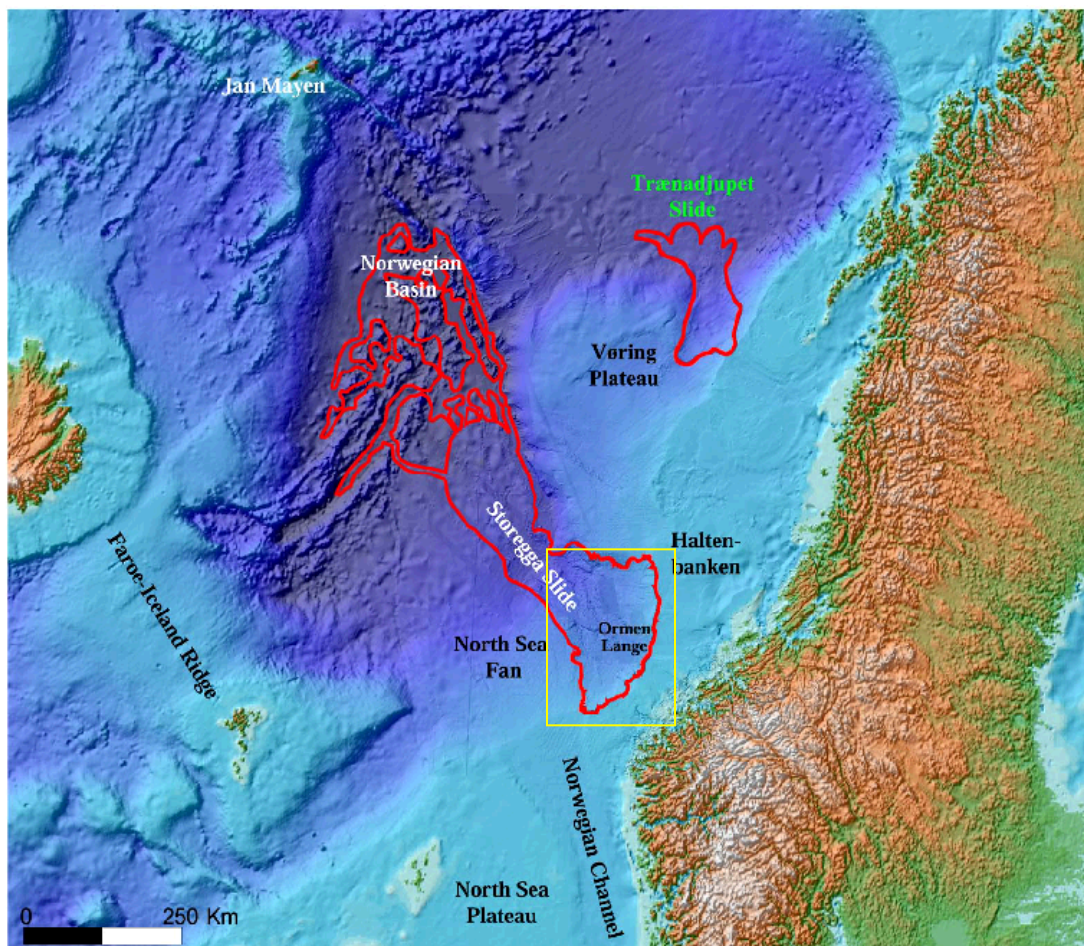 Jan Mayen
Trænadjupet
Slide
Norwegian
Basin
Vøring
Plateau
Storegga Slide
Halten-
banken
Faroe-Iceland Ridge
Ormen
Lange
North Sea
Fan
Norwegian Channel
North Sea
Plateau
0 250 Km